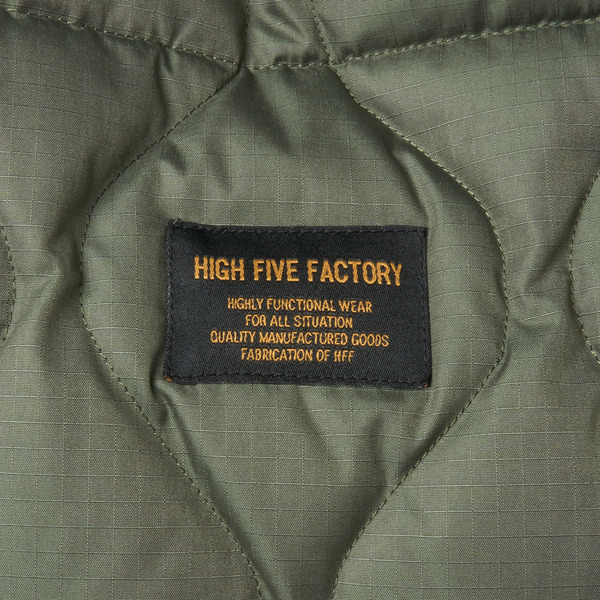 HIGH FIVE FACTORY
HIGHLY FUNCTIONAL WEAR
FOR ALL SITUATION
QUALITY MANUFACTURED GOODS
FABRICATION OF HFF